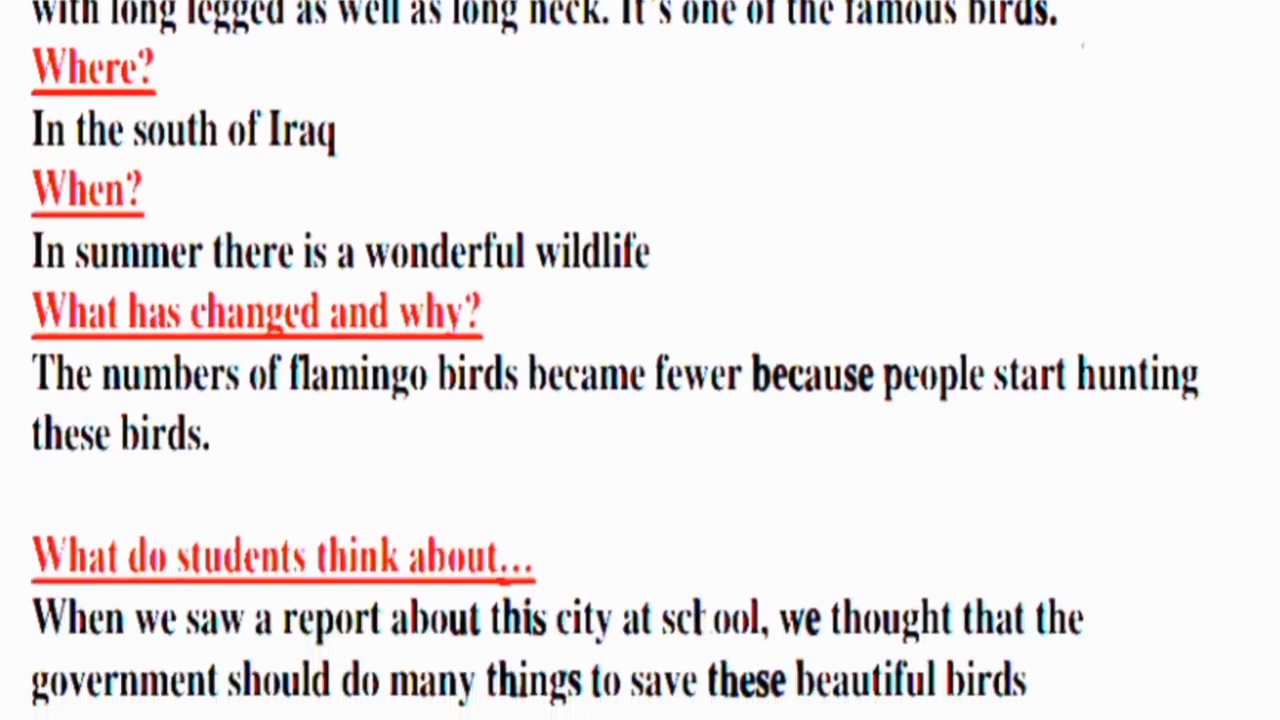 with long legged as well as long neck. It's one of the famous birds.
Where?
In the south of Iraq
When?
In summer there is a wonderful wildlife
What has changed and why?
The numbers of flamingo birds became fewer because people start hunting
these birds.
What do students think about...
When we saw a report about this city at school, we thought that the
government should do many things to save these beautiful birds